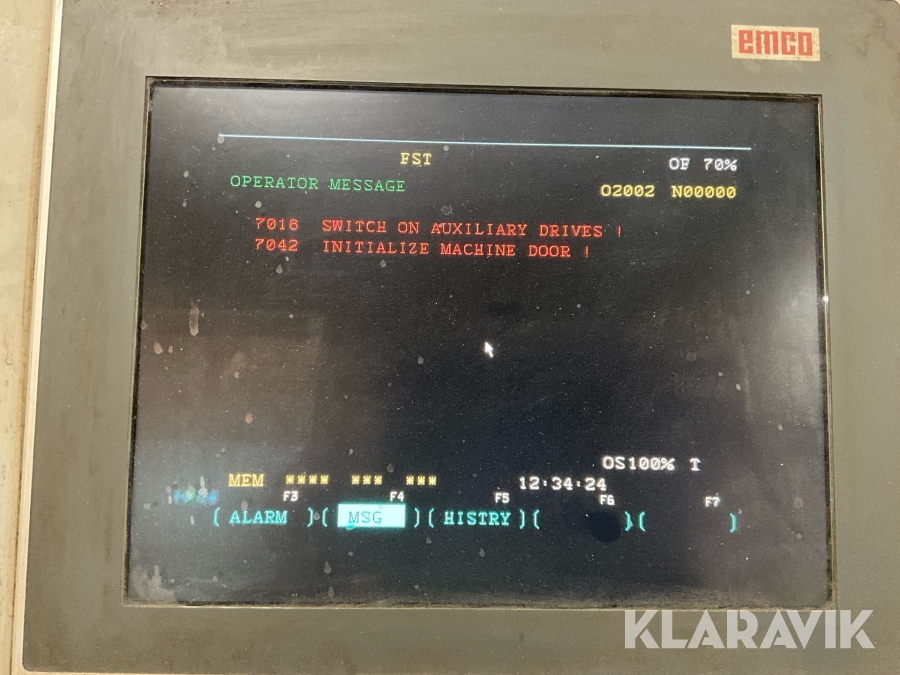 emco
FST
OF 70%
OPERATOR MESSAGE
O2002 N00000
7016 SWITCH ON AUXILIARY DRIVES !
7042 INITIALIZE MACHINE DOOR !
OS100% T
MEM **** *** ***
12:34:24
F3 F4 F5 F6 F7
( ALARM )( MSG )( HISTRY )( )( )
KLARAVIK